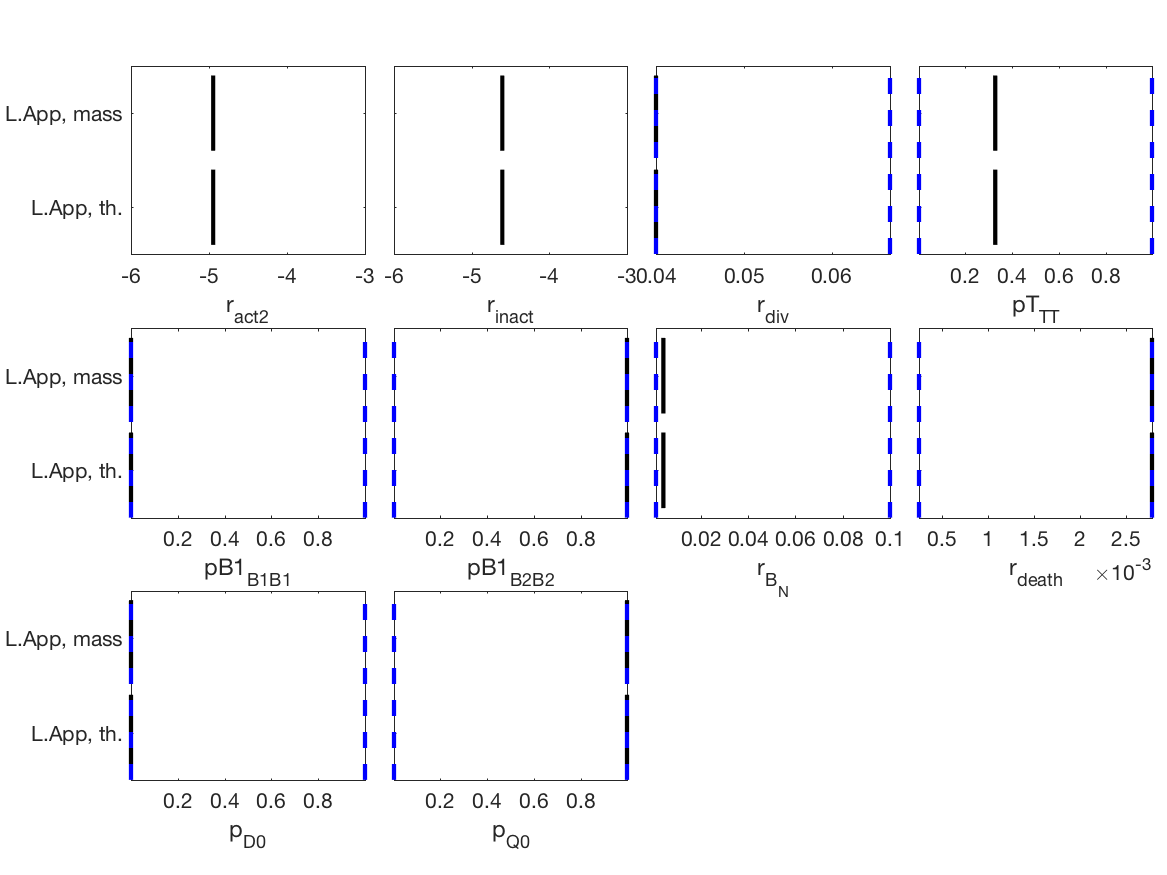 L.App, mass
L.App, th.
-6 -5 -4 -3
r_act2
-6 -5 -4 -3
r_inact
0.04 0.05 0.06
r_div
0.2 0.4 0.6 0.8
pT_TT
L.App, mass
L.App, th.
0.2 0.4 0.6 0.8
pB1_B1B1
0.2 0.4 0.6 0.8
pB1_B2B2
0.02 0.04 0.06 0.08 0.1
r_B_N
0.5 1 1.5 2 2.5
r_death ×10^-3
L.App, mass
L.App, th.
0.2 0.4 0.6 0.8
p_D0
0.2 0.4 0.6 0.8
p_Q0